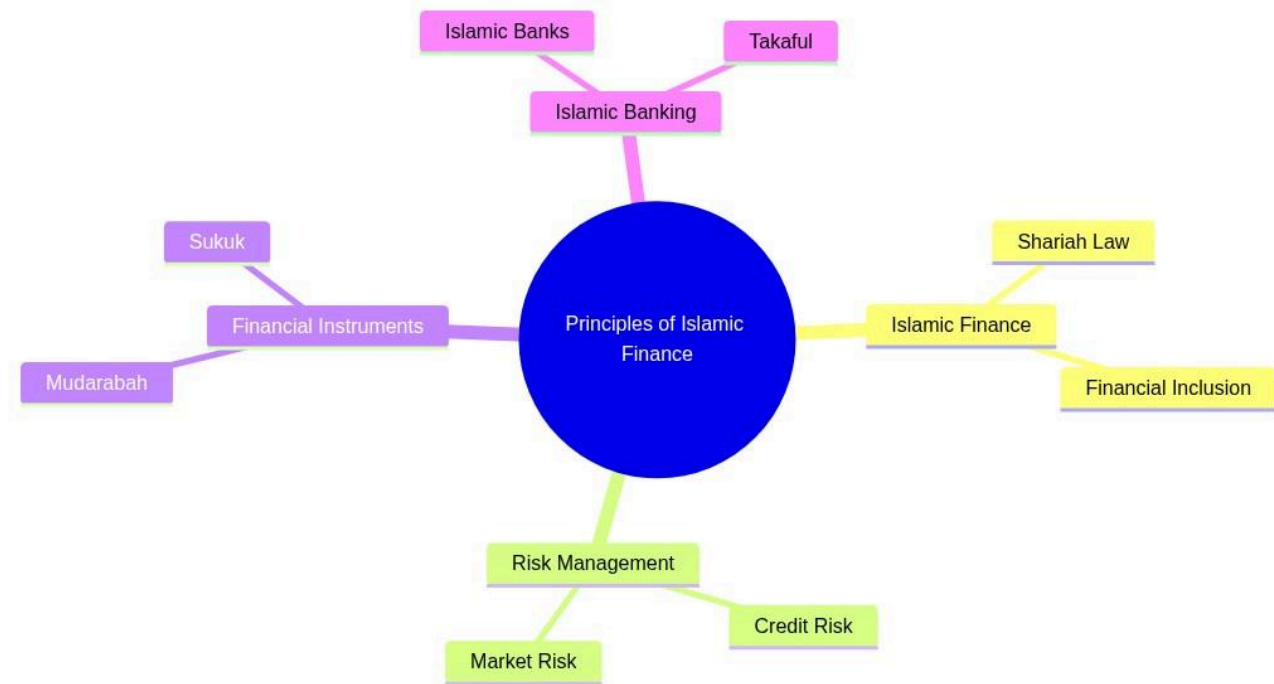 Islamic Banks
Takaful
Islamic Banking
Sukuk
Shariah Law
Financial Instruments
Principles of Islamic
Finance
Islamic Finance
Mudarabah
Financial Inclusion
Risk Management
Credit Risk
Market Risk